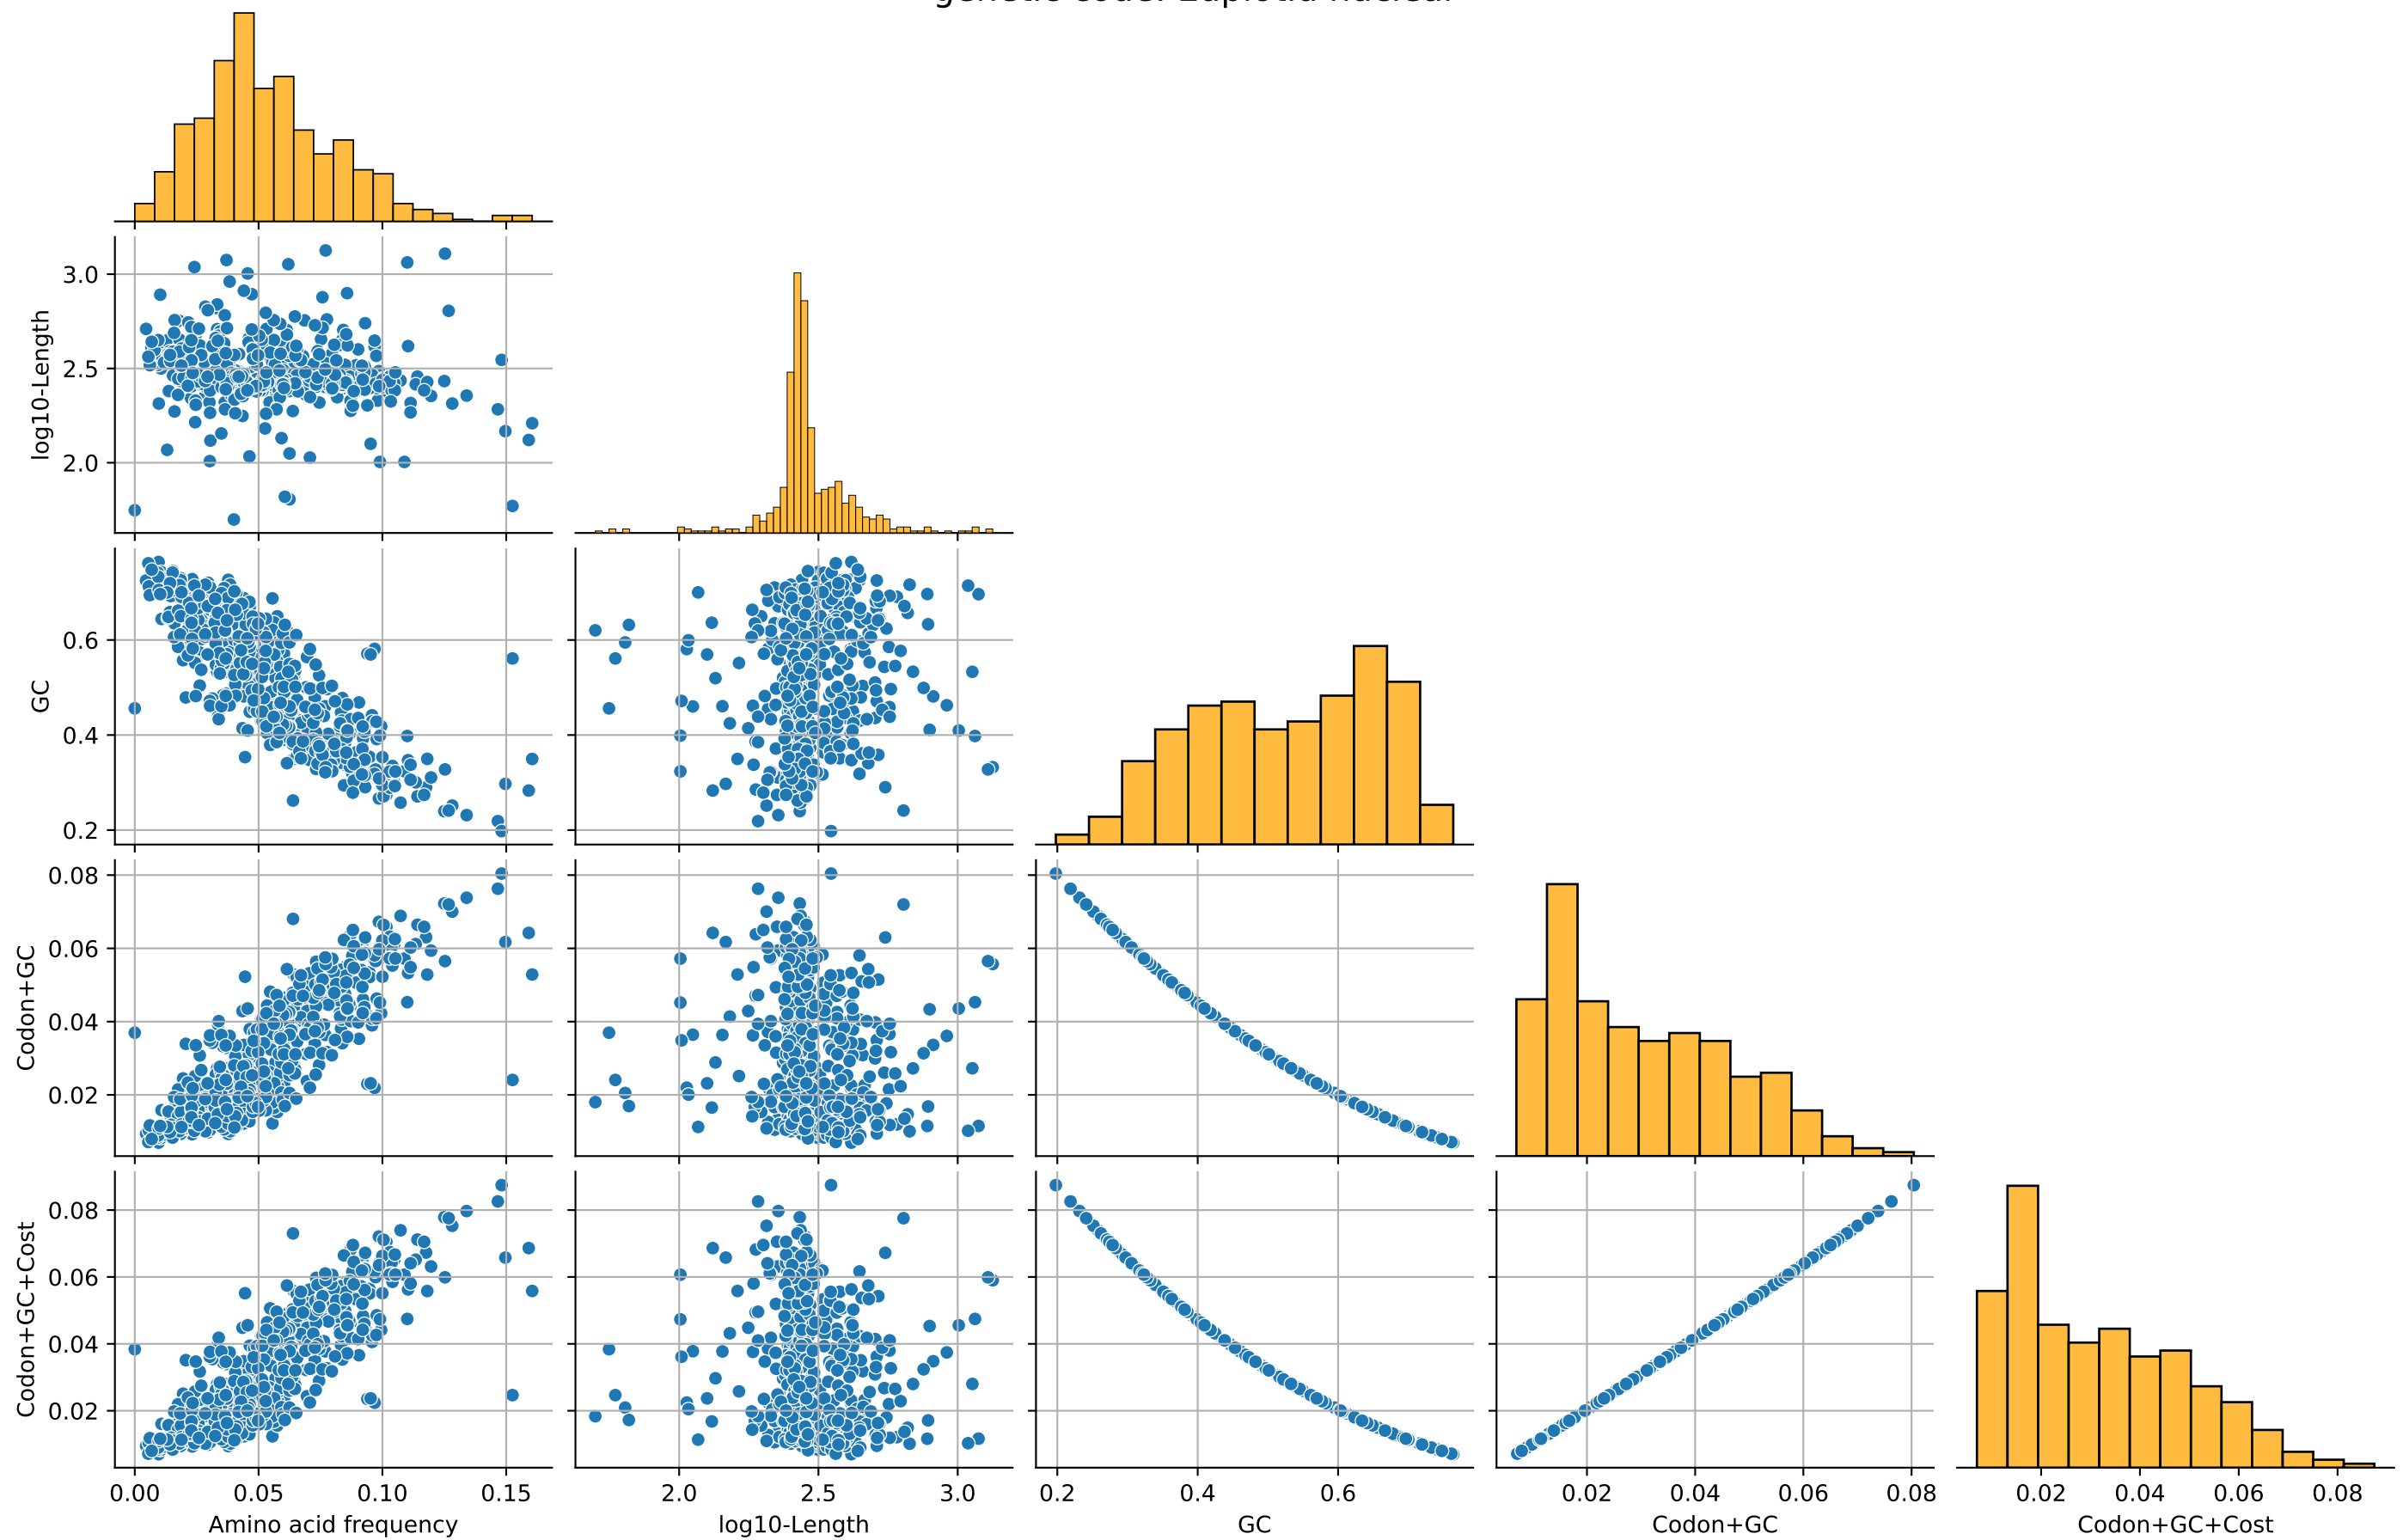 genetic code: Euplotid nuclear
3.0
2.5
2.0
log10-Length
0.6
0.4
0.2
GC
0.08
0.06
0.04
0.02
Codon+GC
0.08
0.06
0.04
0.02
Codon+GC+Cost
0.00 0.05 0.10 0.15
Amino acid frequency
2.0 2.5 3.0
log10-Length
0.2 0.4 0.6
GC
0.02 0.04 0.06 0.08
Codon+GC
0.02 0.04 0.06 0.08
Codon+GC+Cost